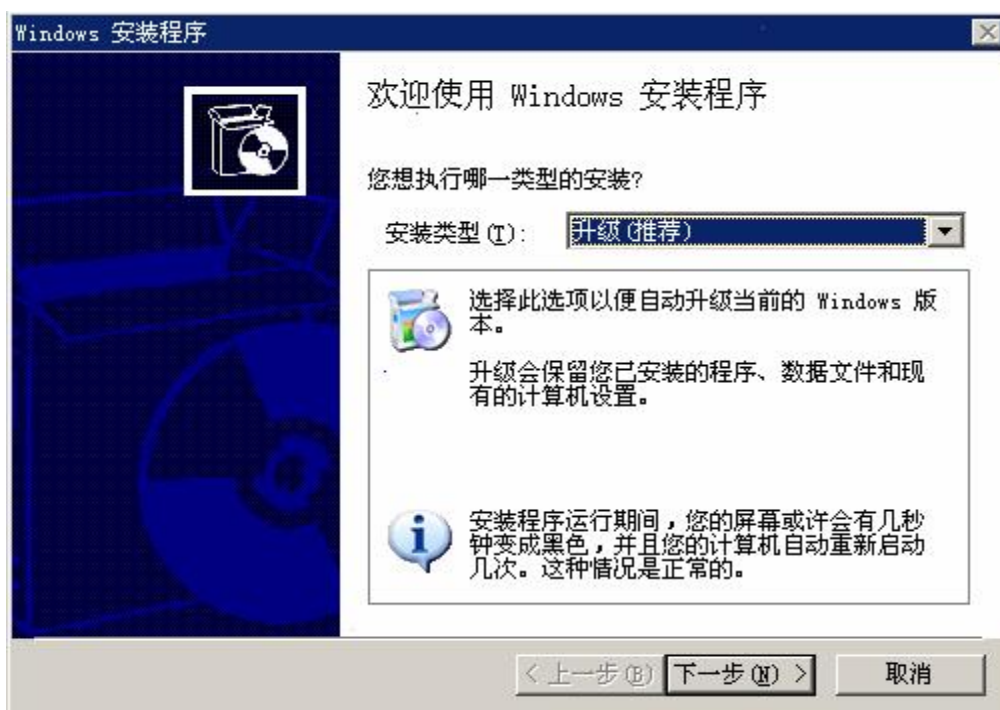 Windows 安装程序
欢迎使用 Windows 安装程序
您想执行哪一类型的安装?
安装类型(T): 升级(推荐)
选择此选项以便自动升级当前的 Windows 版
本。
升级会保留您已安装的程序、数据文件和现
有的计算机设置。
安装程序运行期间，您的屏幕或许会有几秒
钟变成黑色，并且您的计算机自动重新启动
几次。这种情况是正常的。
< 上一步(B) 下一步(N) > 取消